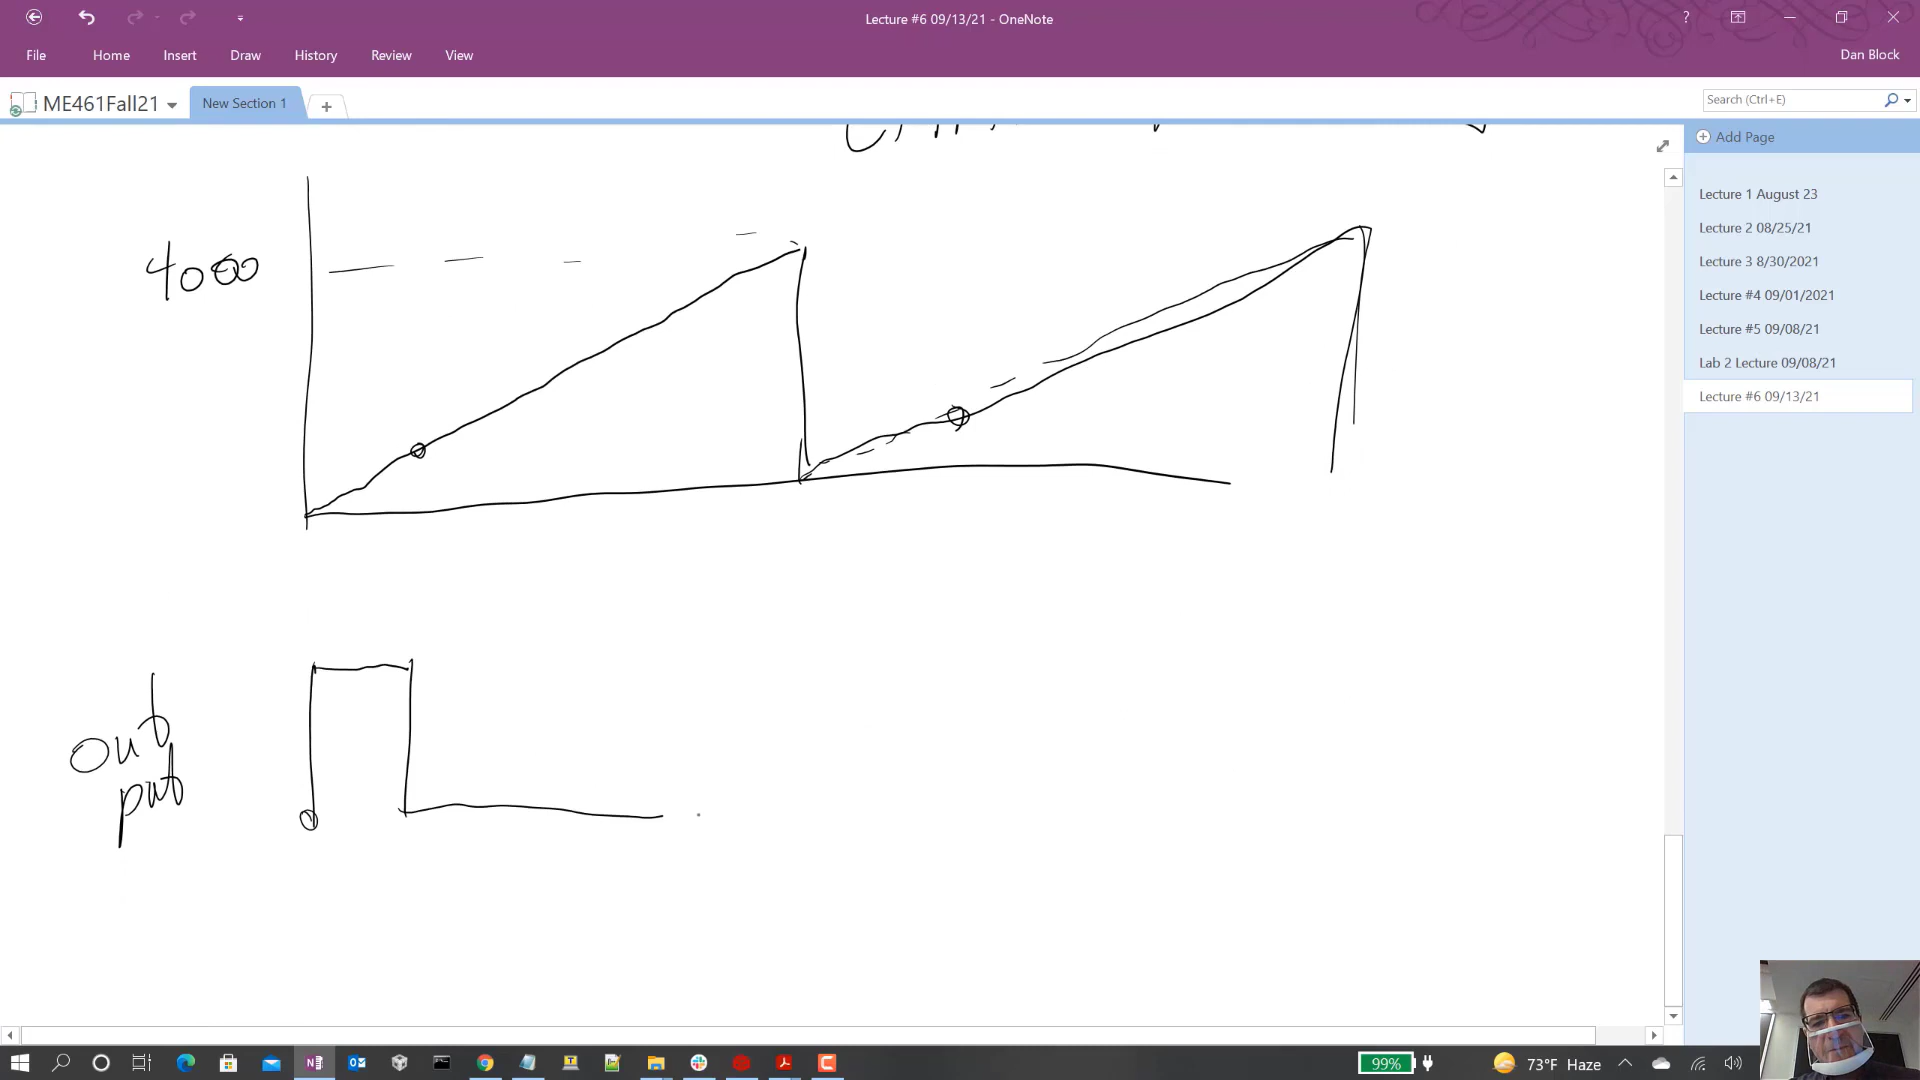 Lecture #6 09/13/21 - OneNote
?
File Home Insert Draw History Review View
Dan Block
ME461Fall21
New Section 1
+
Search (Ctrl+E)
Add Page
Lecture 1 August 23
Lecture 2 08/25/21
Lecture 3 8/30/2021
Lecture #4 09/01/2021
Lecture #5 09/08/21
Lab 2 Lecture 09/08/21
Lecture #6 09/13/21
4000
out
put
99%
73°F Haze